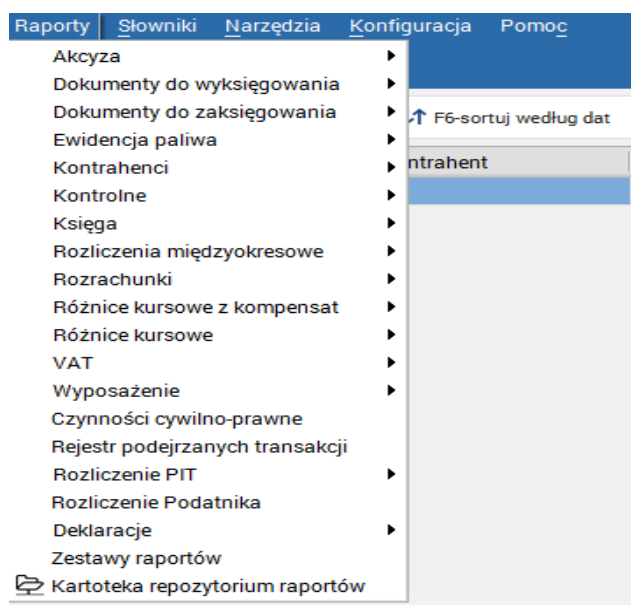 Raporty Słowniki Narzędzia Konfiguracja Pomoc
Akcyza
Dokumenty do wyksięgowania
Dokumenty do zaksięgowania
F6-sortuj według dat
Ewidencja paliwa
Kontrahenci
ntrahent
Kontrolne
Księga
Rozliczenia międzyokresowe
Rozrachunki
Różnice kursowe z kompensat
Różnice kursowe
VAT
Wyposażenie
Czynności cywilno-prawne
Rejestr podejrzanych transakcji
Rozliczenie PIT
Rozliczenie Podatnika
Deklaracje
Zestawy raportów
Kartoteka repozytorium raportów